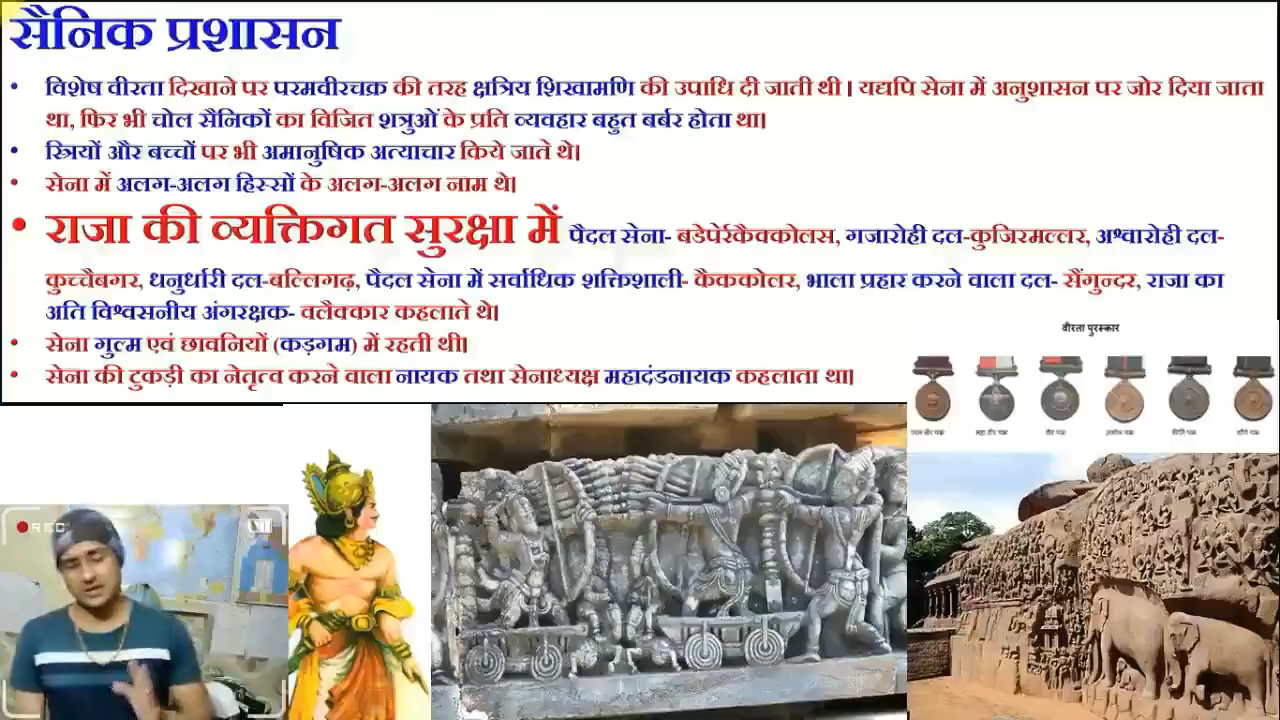 सैनिक प्रशासन
• विशेष वीरता दिखाने पर परमवीरचक्र की तरह क्षत्रिय शिखामणि की उपाधि दी जाती थी। यद्यपि सेना में अनुशासन पर जोर दिया जाता
था, फिर भी चोल सैनिकों का विजित शत्रुओं के प्रति व्यवहार बहुत बर्बर होता था।
• स्त्रियों और बच्चों पर भी अमानुषिक अत्याचार किये जाते थे।
• सेना में अलग-अलग हिस्सों के अलग-अलग नाम थे।
• राजा की व्यक्तिगत सुरक्षा में पैदल सेना- बडेपेर्रकैक्कोलस, गजारोही दल-कुजिरमल्लर, अश्वारोही दल-
कुच्चैबगर, धनुर्धारी दल-बल्लिगढ़, पैदल सेना में सर्वाधिक शक्तिशाली- कैककोलर, भाला प्रहार करने वाला दल- सैंगुन्दर, राजा का
अति विश्वसनीय अंगरक्षक- वलैक्कार कहलाते थे।
वीरता पुरस्कार
• सेना गुल्म एवं छावनियों (कड़गम) में रहती थी।
• सेना की टुकड़ी का नेतृत्व करने वाला नायक तथा सेनाध्यक्ष महादंडनायक कहलाता था।
REC